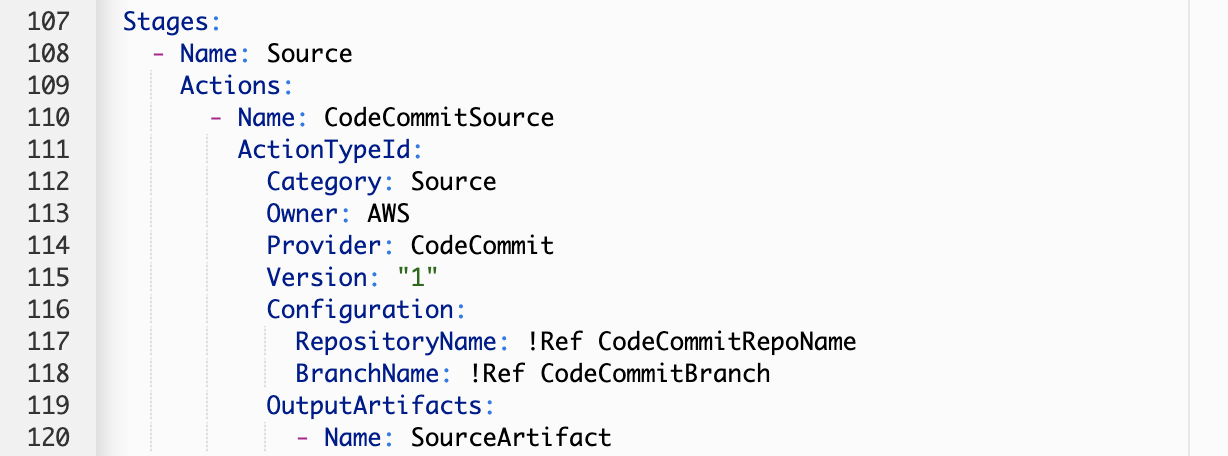 107 Stages:
108 - Name: Source
109 Actions:
110 - Name: CodeCommitSource
111 ActionTypeId:
112 Category: Source
113 Owner: AWS
114 Provider: CodeCommit
115 Version: "1"
116 Configuration:
117 RepositoryName: !Ref CodeCommitRepoName
118 BranchName: !Ref CodeCommitBranch
119 OutputArtifacts:
120 - Name: SourceArtifact